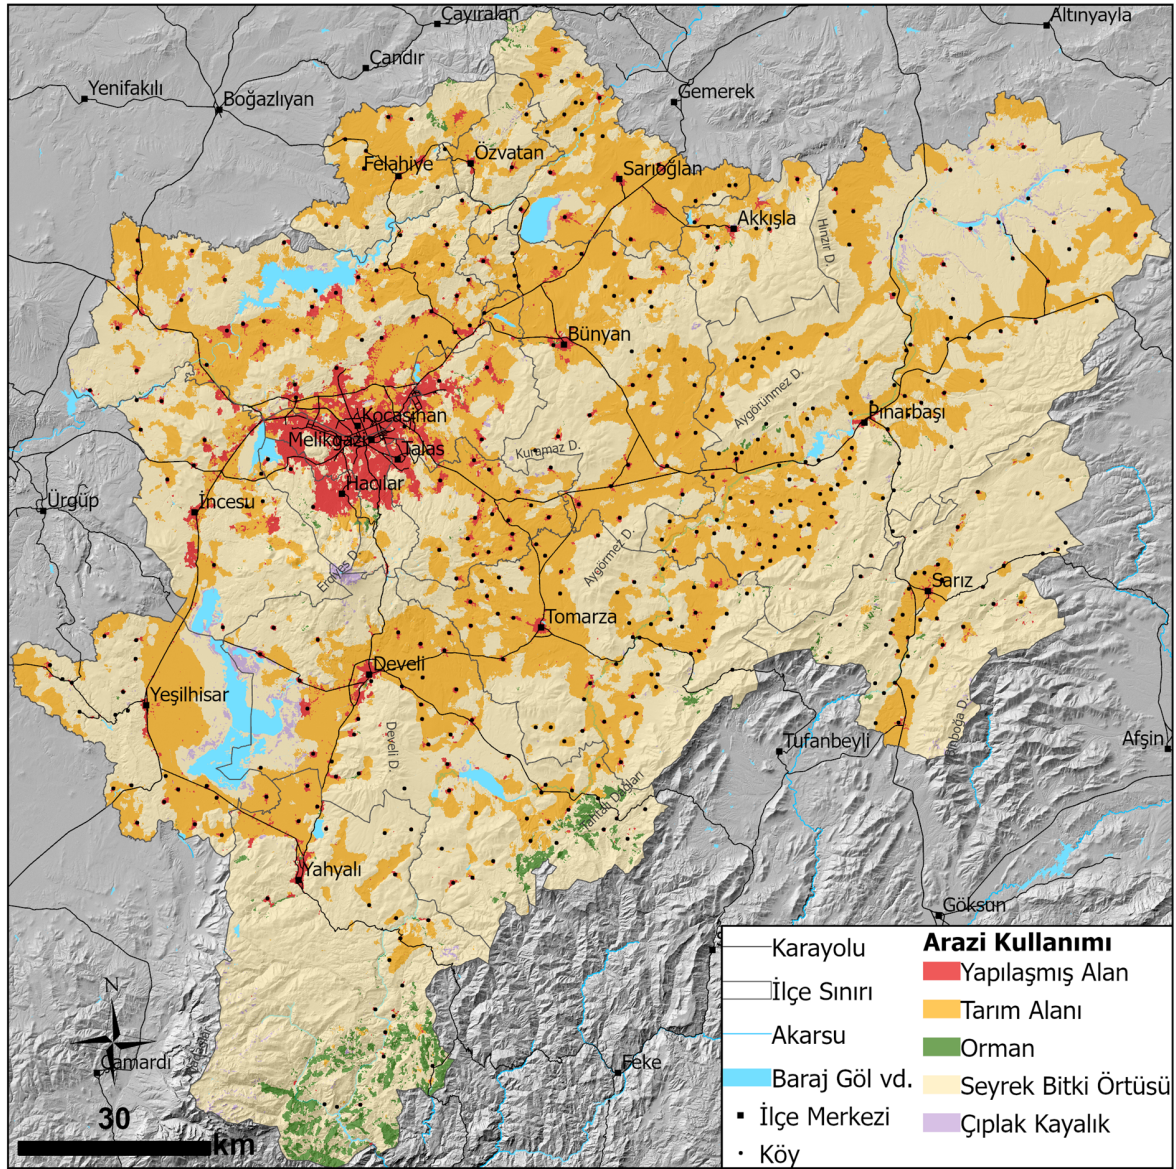 Çayıralan
Altınyayla
Çandır
Yenifakılı
Gemerek
Boğazlıyan
Özvatan
Felahiye
Sarıoğlan
Akkışla
Hınzır D.
Bünyan
Aygörünmez D.
Kocasinan
Pınarbaşı
Melikgazi
Talas
Kuramaz D.
Hacılar
Ürgüp
İncesu
Aygörmez D.
Erciyes D.
Sarız
Tomarza
Develi
Yeşilhisar
Develi D.
Tufanbeyli
Afşin
Tahtalı Dağları
Yahyalı
Göksun
Çamardı
Feke
N
30
km
Karayolu
İlçe Sınırı
Akarsu
Baraj Göl vd.
İlçe Merkezi
Köy
Arazi Kullanımı
Yapılaşmış Alan
Tarım Alanı
Orman
Seyrek Bitki Örtüsü
Çıplak Kayalık